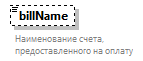 billName
Наименование счета,
предоставленного на оплату